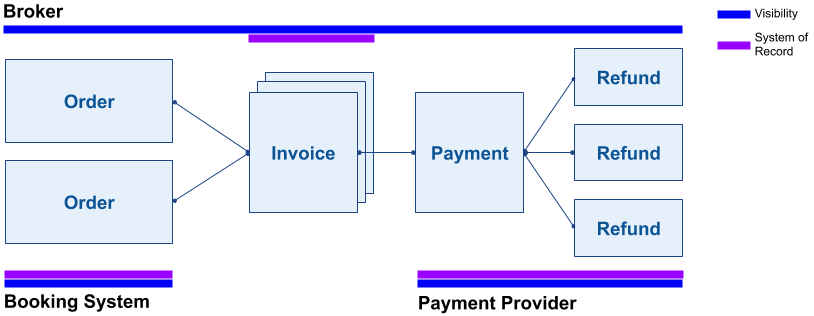 Broker
Visibility
System of
Record
Order
Order
Invoice
Payment
Refund
Refund
Refund
Booking System
Payment Provider